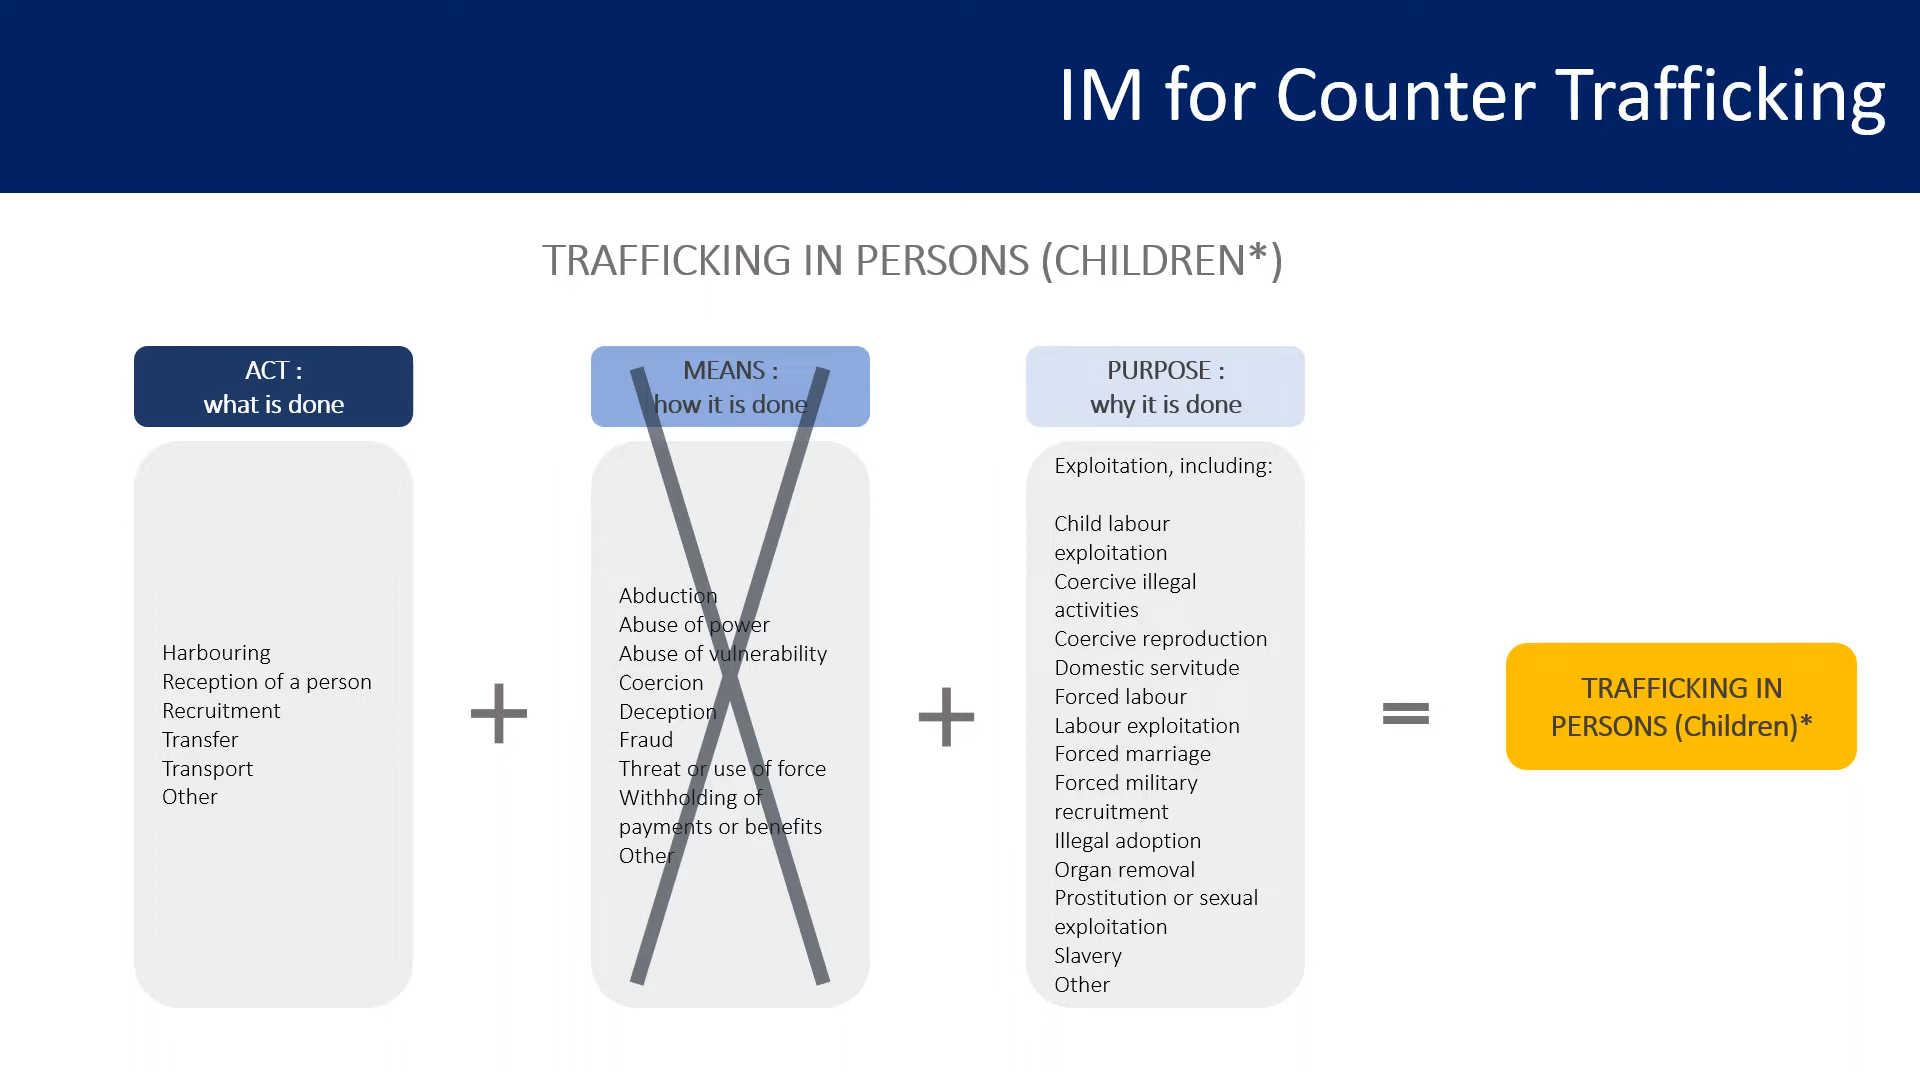 IM for Counter Trafficking
TRAFFICKING IN PERSONS (CHILDREN*)
ACT :
what is done
Harbouring
Reception of a person
Recruitment
Transfer
Transport
Other
+
MEANS :
how it is done
Abduction
Abuse of power
Abuse of vulnerability
Coercion
Deception
Fraud
Threat or use of force
Withholding of
payments or benefits
Other
+
PURPOSE :
why it is done
Exploitation, including:
Child labour
exploitation
Coercive illegal
activities
Coercive reproduction
Domestic servitude
Forced labour
Labour exploitation
Forced marriage
Forced military
recruitment
Illegal adoption
Organ removal
Prostitution or sexual
exploitation
Slavery
Other
=
TRAFFICKING IN
PERSONS (Children)*